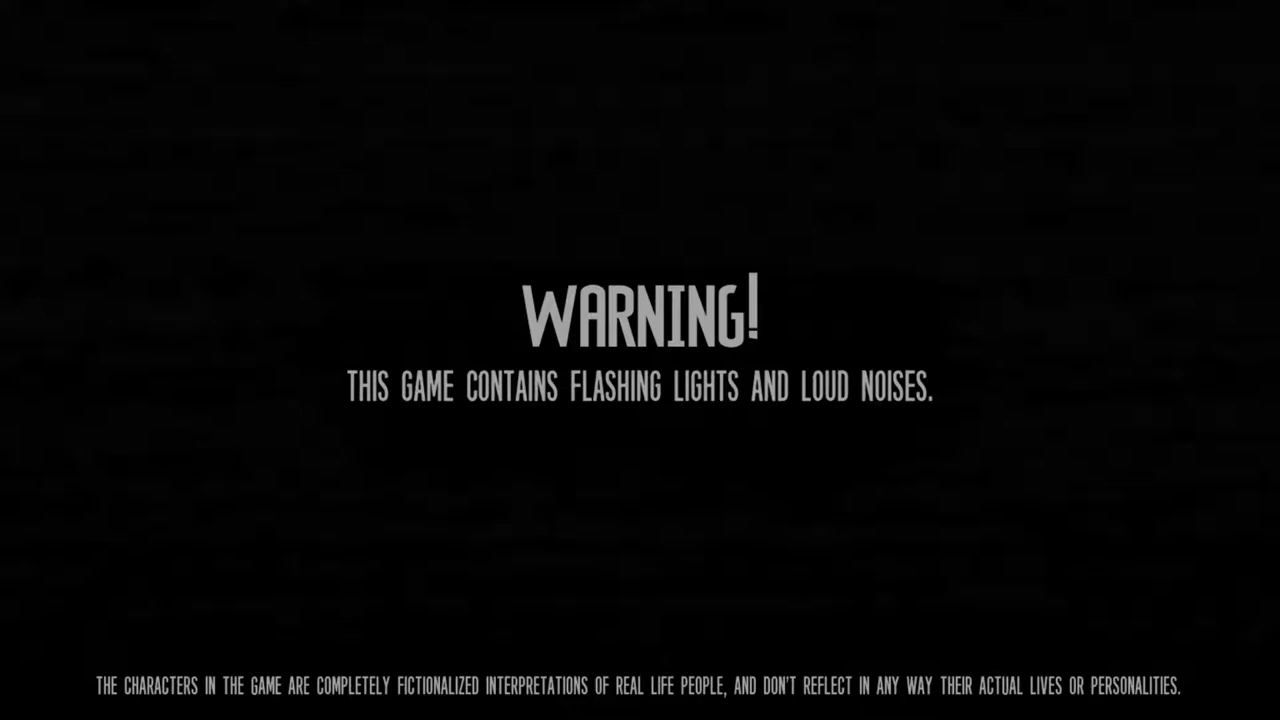 WARNING!
THIS GAME CONTAINS FLASHING LIGHTS AND LOUD NOISES.
THE CHARACTERS IN THE GAME ARE COMPLETELY FICTIONALIZED INTERPRETATIONS OF REAL LIFE PEOPLE, AND DON'T REFLECT IN ANY WAY THEIR ACTUAL LIVES OR PERSONALITIES.